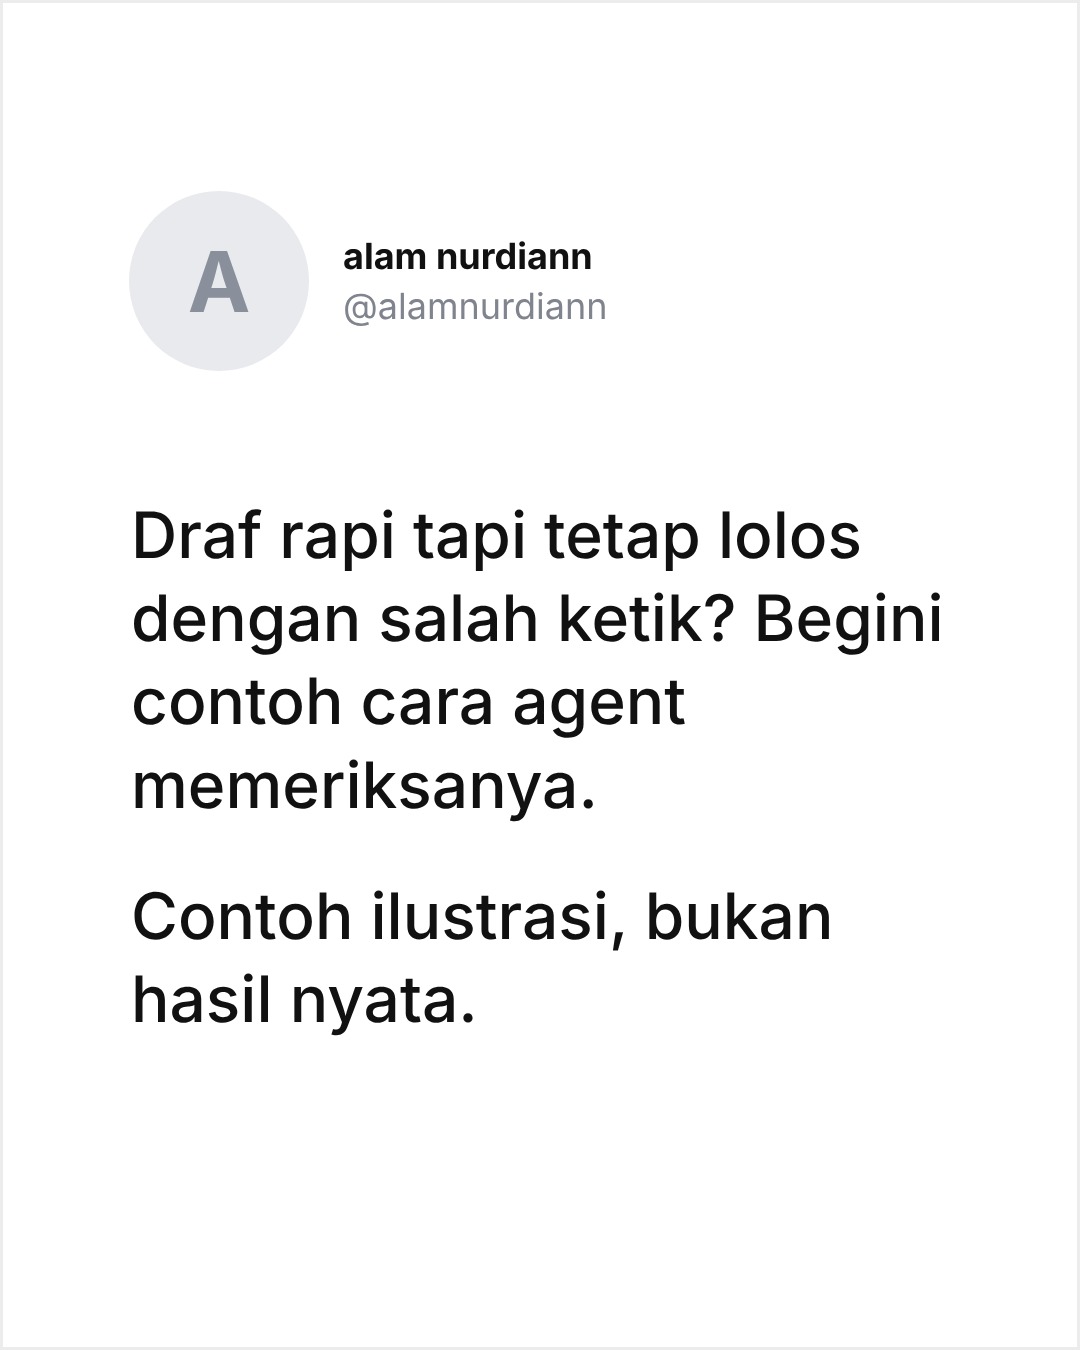 A
alam nurdiann
@alamnurdiann
Draf rapi tapi tetap lolos
dengan salah ketik? Begini
contoh cara agent
memeriksanya.
Contoh ilustrasi, bukan
hasil nyata.